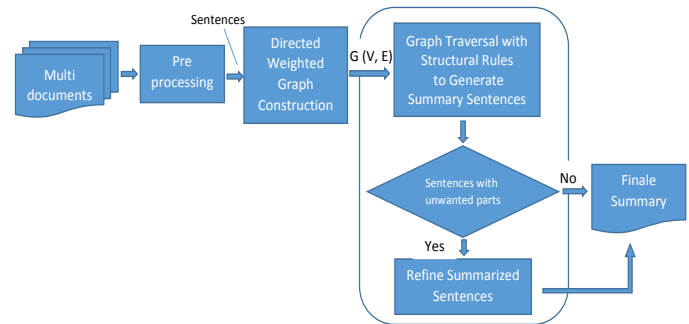 Sentences
Multi
documents
Pre
processing
Directed
Weighted
Graph
Construction
G (V, E)
Graph Traversal with
Structural Rules
to Generate
Summary Sentences
Sentences with
unwanted parts
No
Finale
Summary
Yes
Refine Summarized
Sentences